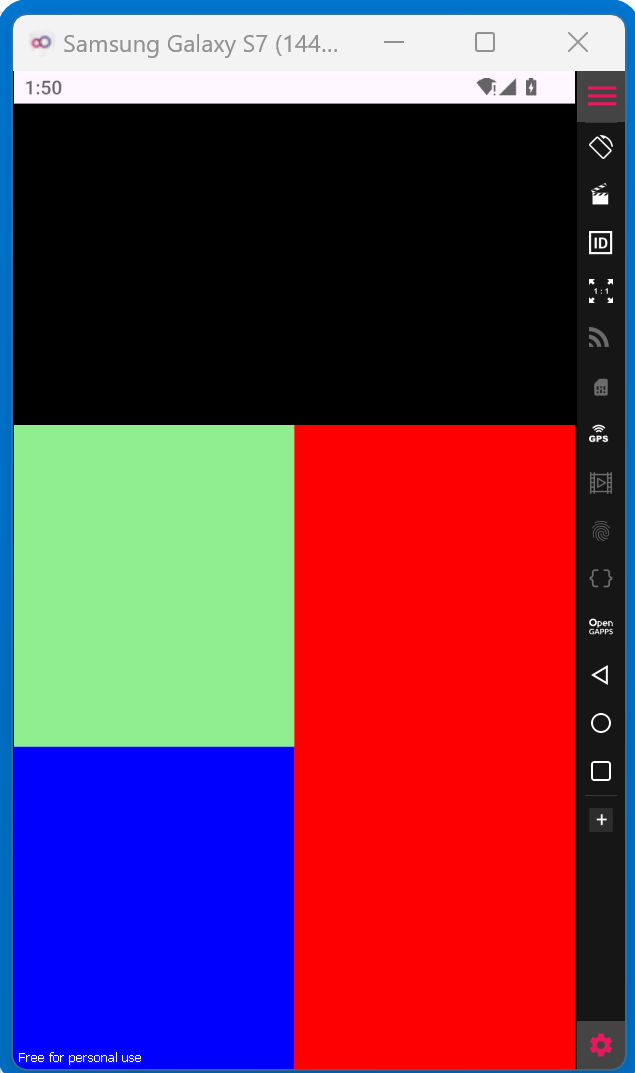 Samsung Galaxy S7 (144...
1:50
ID
1:1
GPS
Open
GAPPS
Free for personal use